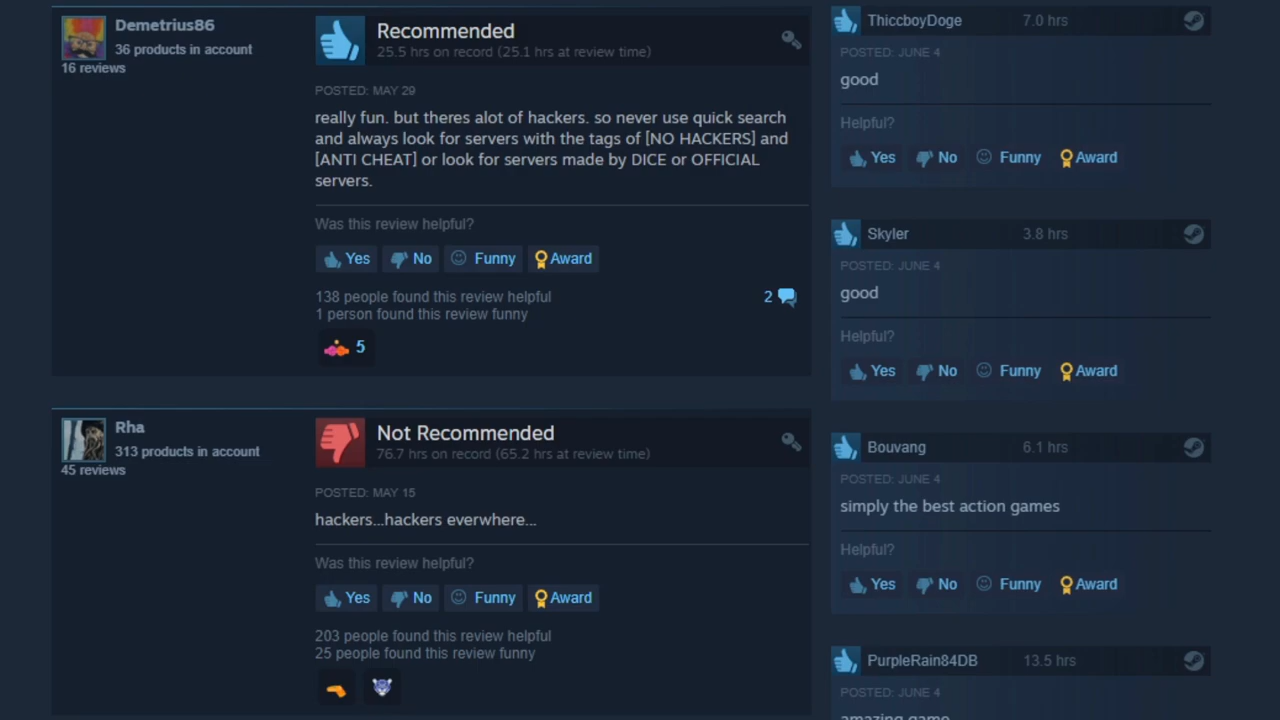 Demetrius86
36 products in account
16 reviews
Recommended
25.5 hrs on record (25.1 hrs at review time)
POSTED: MAY 29
really fun. but theres alot of hackers. so never use quick search
and always look for servers with the tags of [NO HACKERS] and
[ANTI CHEAT] or look for servers made by DICE or OFFICIAL
servers.
Was this review helpful?
Yes No Funny Award
138 people found this review helpful
1 person found this review funny
2
5
Rha
313 products in account
45 reviews
Not Recommended
76.7 hrs on record (65.2 hrs at review time)
POSTED: MAY 15
hackers...hackers everwhere...
Was this review helpful?
Yes No Funny Award
203 people found this review helpful
25 people found this review funny
ThiccboyDoge 7.0 hrs
POSTED: JUNE 4
good
Helpful?
Yes No Funny Award
Skyler 3.8 hrs
POSTED: JUNE 4
good
Helpful?
Yes No Funny Award
Bouvang 6.1 hrs
POSTED: JUNE 4
simply the best action games
Helpful?
Yes No Funny Award
PurpleRain84DB 13.5 hrs
POSTED: JUNE 4
amazing game